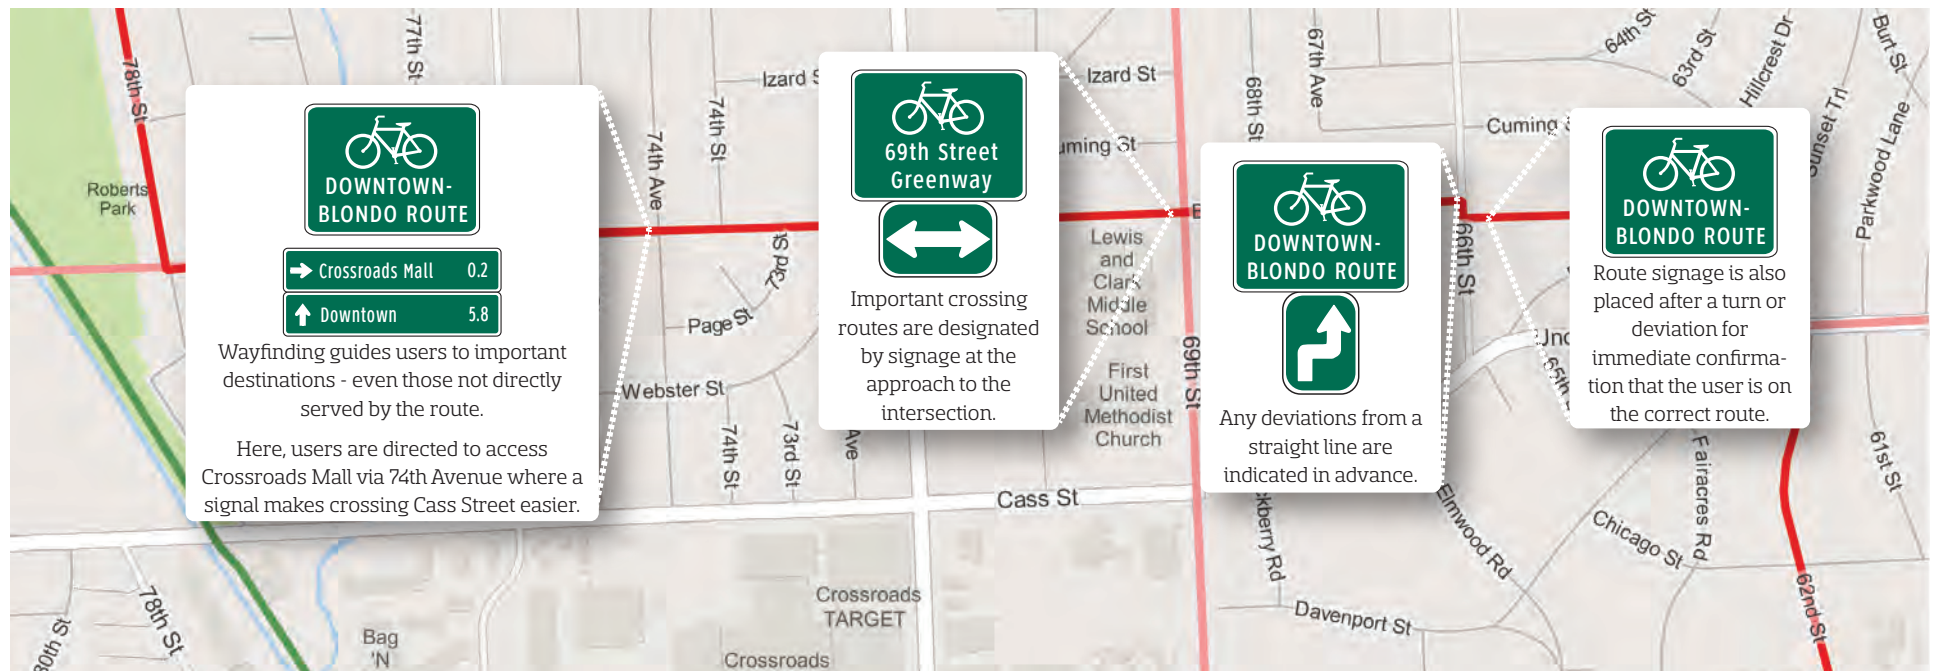 77th St
78th St
Roberts
Park
DOWNTOWN-
BLONDO ROUTE
Crossroads Mall 0.2
Downtown 5.8
Wayfinding guides users to important
destinations - even those not directly
served by the route.
Here, users are directed to access
Crossroads Mall via 74th Avenue where a
signal makes crossing Cass Street easier.
Izard
74th St
74th Ave
73rd St
Page St
Webster St
74th St
73rd St
Ave
69th Street
Greenway
Important crossing
routes are designated
by signage at the
approach to the
intersection.
Izard St
St
Lewis
and
Clark
Middle
School
First
United
Methodist
Church
69th St
Cass St
67th Ave
68th St
DOWNTOWN-
BLONDO ROUTE
Any deviations from a
straight line are
indicated in advance.
66th St
64th St
63rd St
Hillcrest Dr
Burt St
Cuming
Sunset Trl
Parkwood Lane
DOWNTOWN-
BLONDO ROUTE
Route signage is also
placed after a turn or
deviation for
immediate confirma-
tion that the user is on
the correct route.
65th
Fairacres Rd
61st St
Elmwood Rd
Chicago St
Rd
Davenport St
62nd St
78th St
80th St
Bag
'N
Crossroads
TARGET
Crossroads